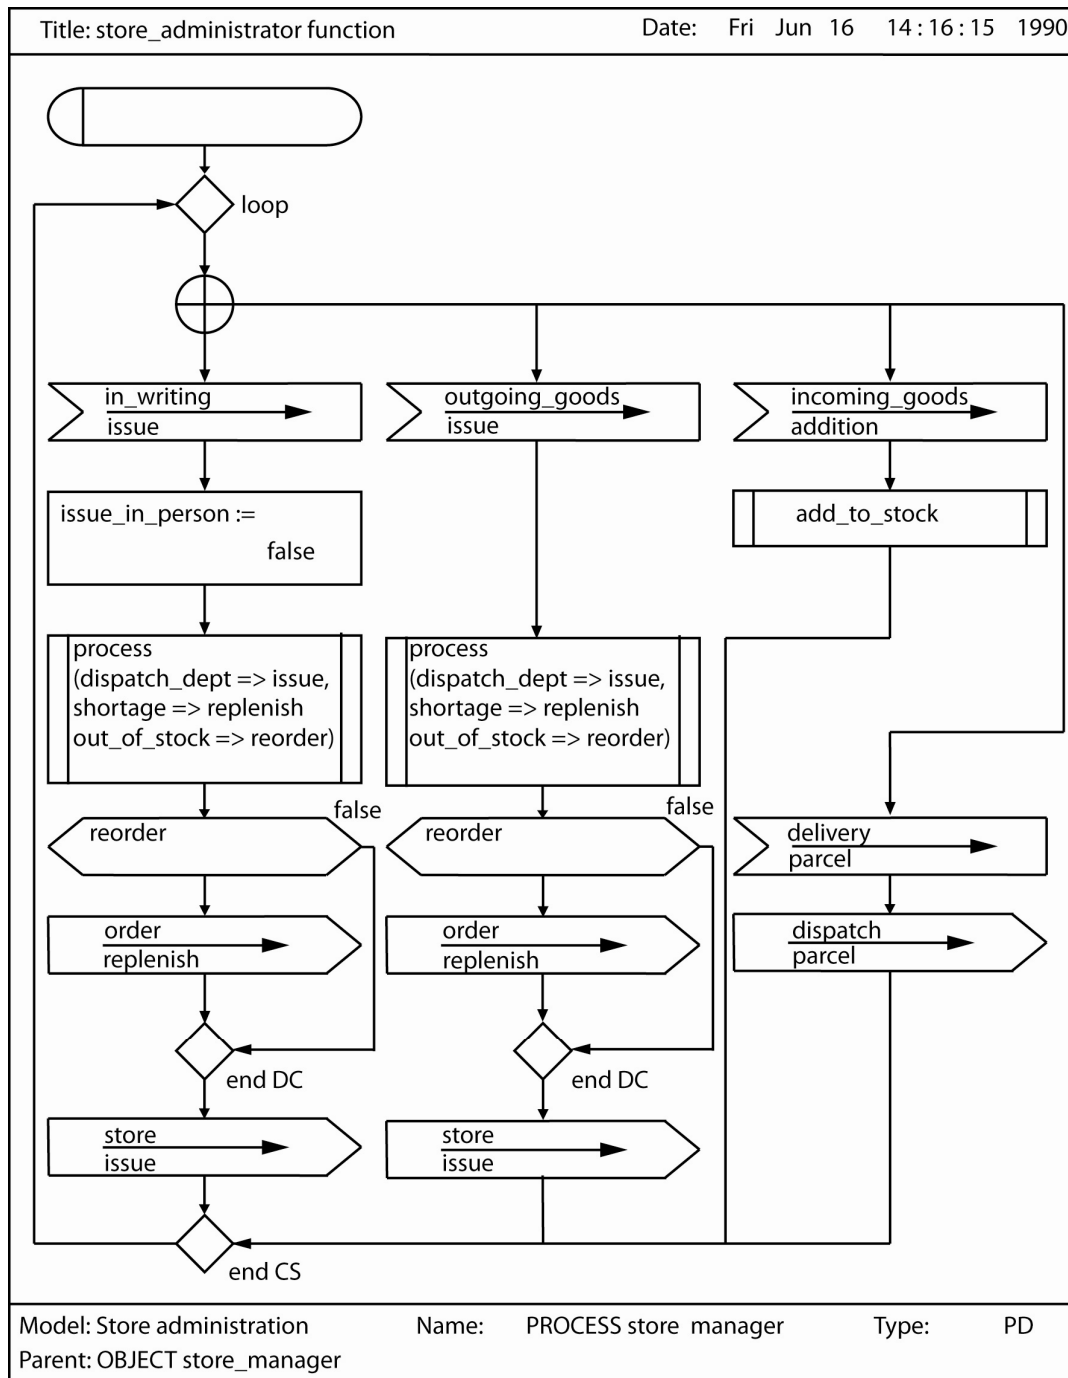 Title: store_administrator function Date: Fri Jun 16 14 : 16 : 15 1990
loop
in_writing
issue
outgoing_goods
issue
incoming_goods
addition
issue_in_person :=
false
add_to_stock
process
(dispatch_dept => issue,
shortage => replenish
out_of_stock => reorder)
process
(dispatch_dept => issue,
shortage => replenish
out_of_stock => reorder)
false
reorder
false
reorder
delivery
parcel
order
replenish
order
replenish
dispatch
parcel
end DC
end DC
store
issue
store
issue
end CS
Model: Store administration Name: PROCESS store manager Type: PD
Parent: OBJECT store_manager